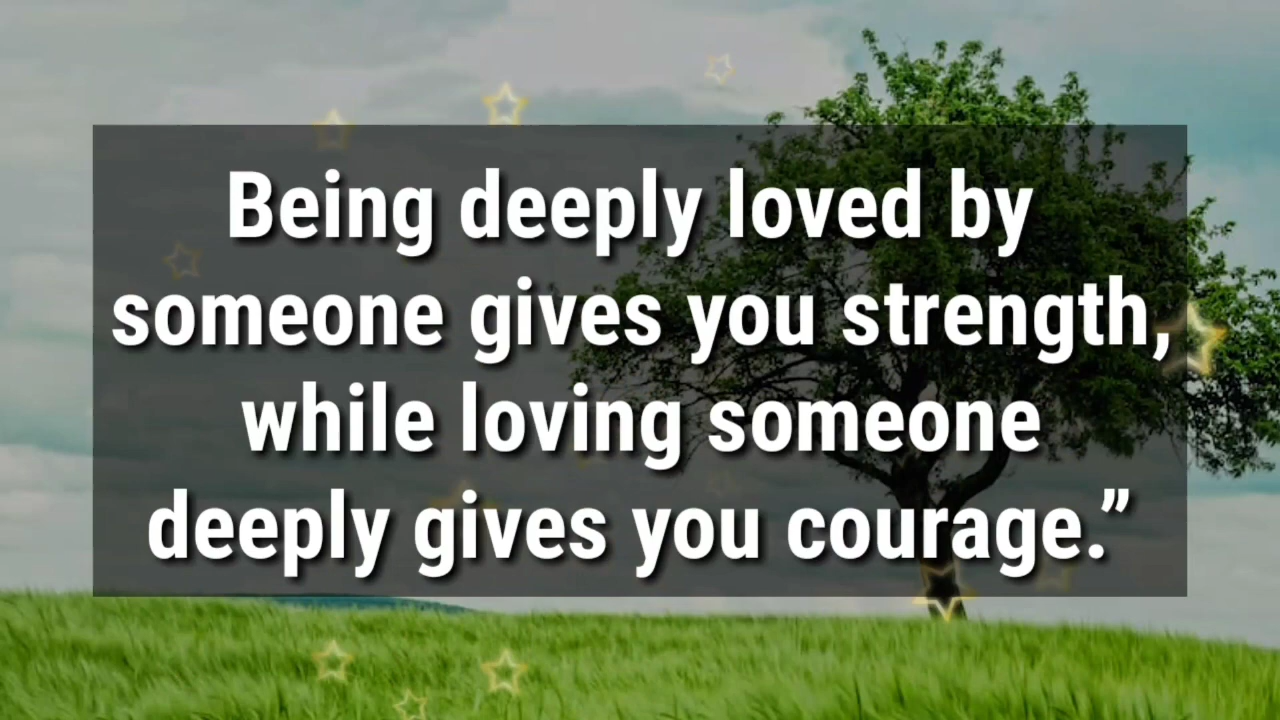 Being deeply loved by
someone gives you strength,
while loving someone
deeply gives you courage.”